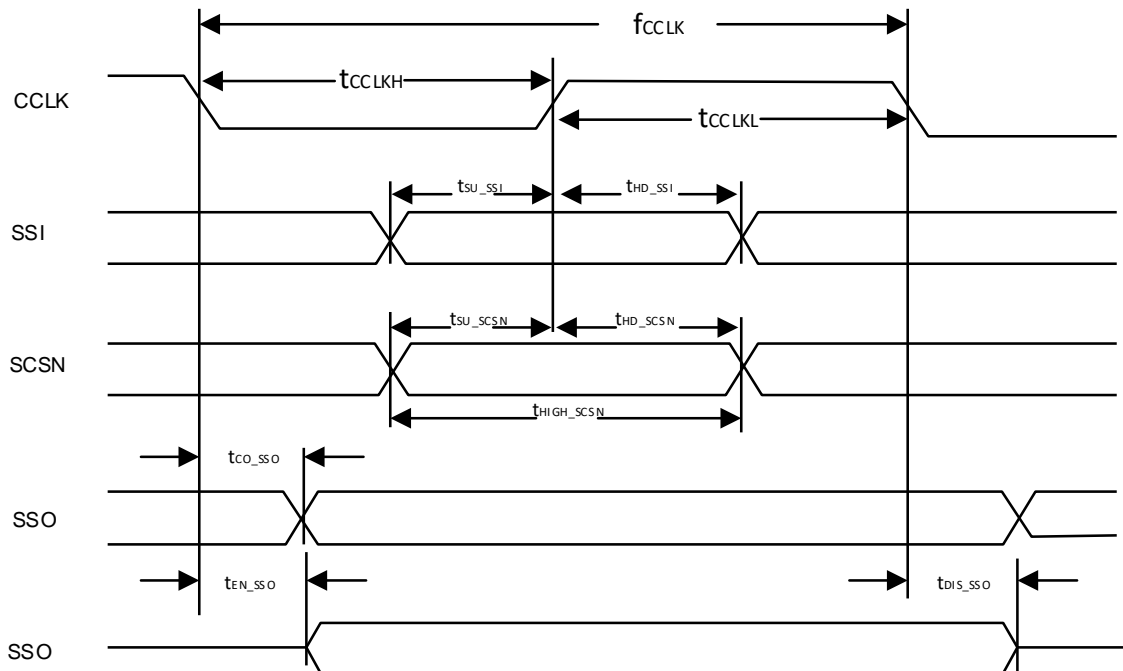 fCCLK
CCLK
tCCLKH
tCCLKL
tSU_SSI
tHD_SSI
SSI
tSU_SCSN
tHD_SCSN
SCSN
tHIGH_SCSN
tCO_SSO
SSO
tEN_SSO
tDIS_SSO
SSO